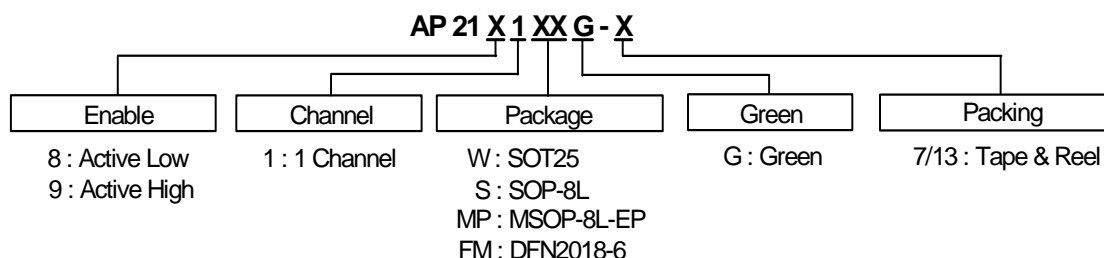 AP 21 X 1 XX G - X
Enable
Channel
Package
Green
Packing
8 : Active Low
9 : Active High
1 : 1 Channel
W : SOT25
S : SOP-8L
MP : MSOP-8L-EP
FM : DFN2018-6
G : Green
7/13 : Tape & Reel